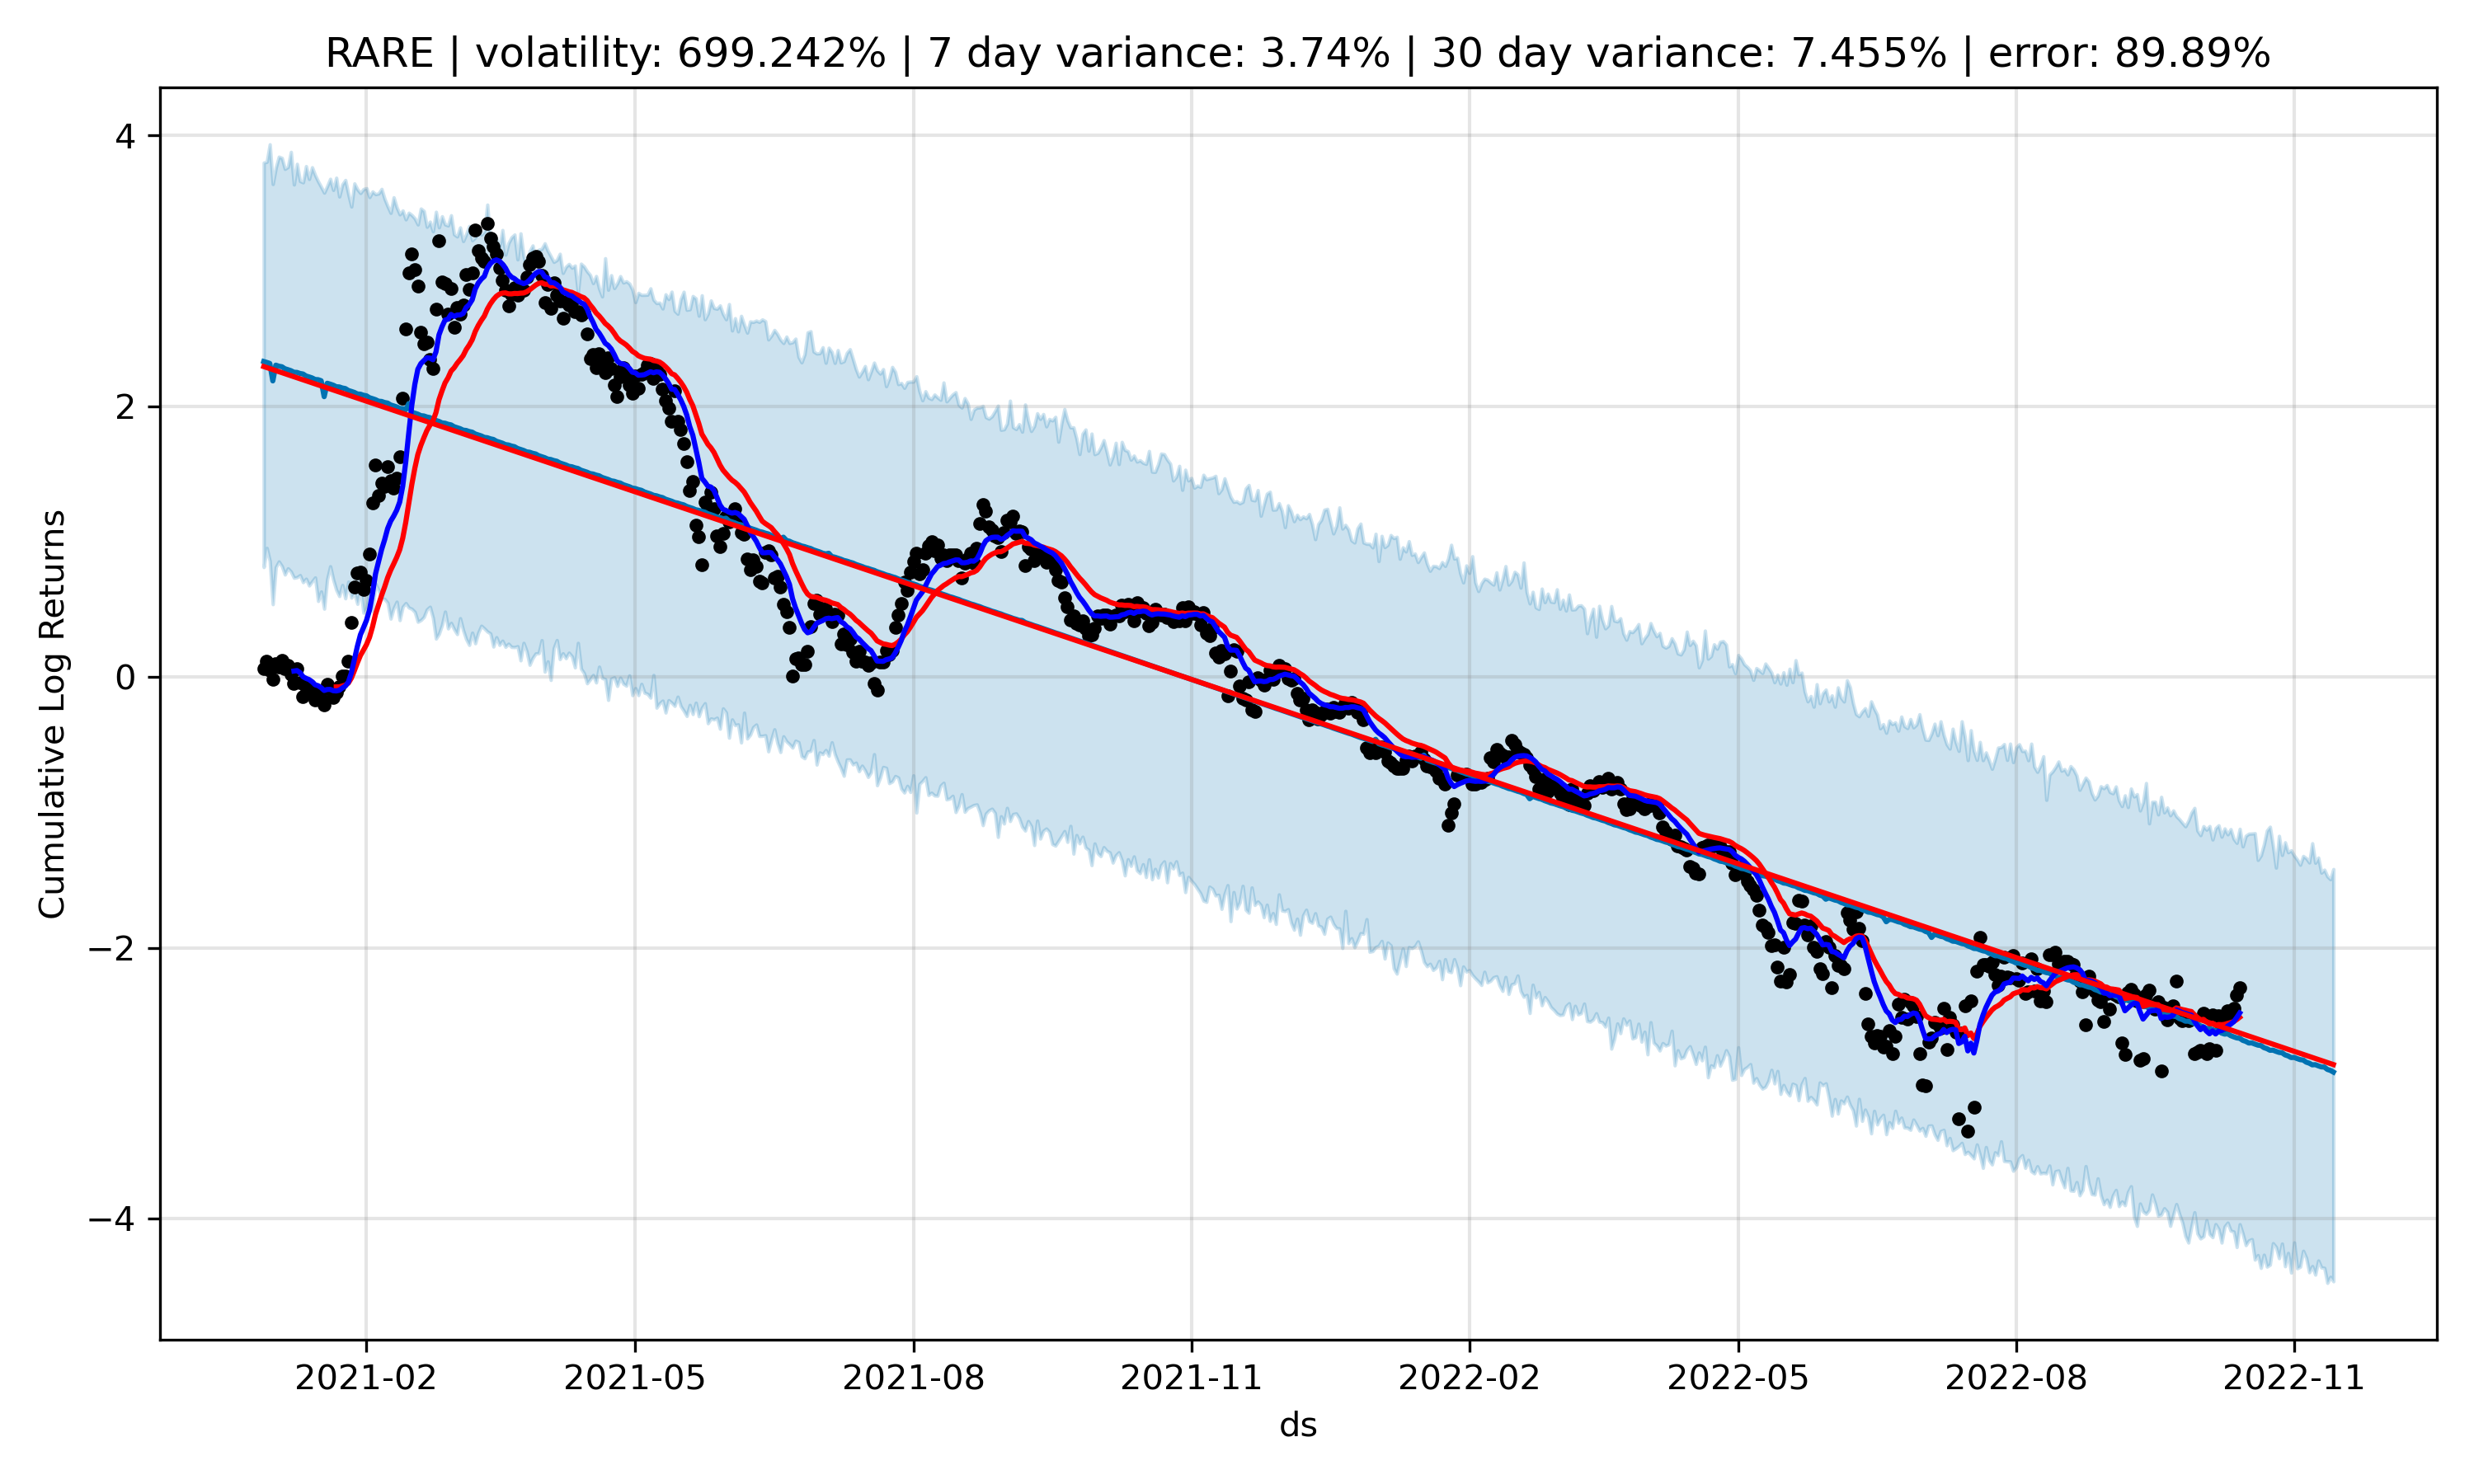 RARE | volatility: 699.242% | 7 day variance: 3.74% | 30 day variance: 7.455% | error: 89.89%
4
2
0
−2
−4
Cumulative Log Returns
2021-02 2021-05 2021-08 2021-11 2022-02 2022-05 2022-08 2022-11
ds